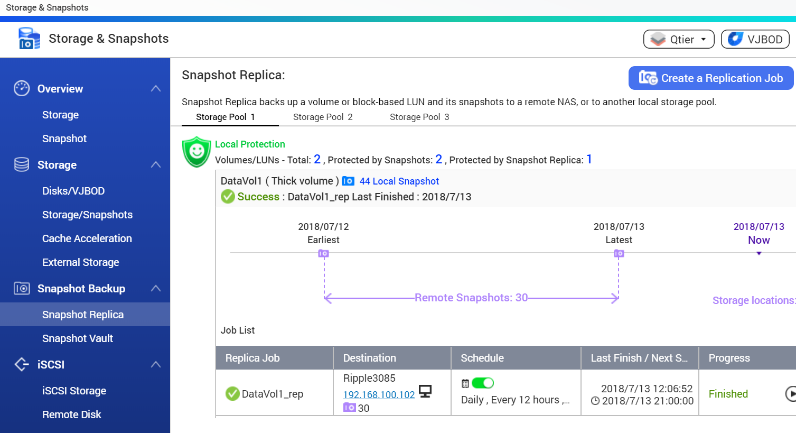 Storage & Snapshots
Storage & Snapshots
Qtier
VJBOD
Overview
Storage
Snapshot
Storage
Disks/VJBOD
Storage/Snapshots
Cache Acceleration
External Storage
Snapshot Backup
Snapshot Replica
Snapshot Vault
iSCSI
iSCSI Storage
Remote Disk
Snapshot Replica:
Create a Replication Job
Snapshot Replica backs up a volume or block-based LUN and its snapshots to a remote NAS, or to another local storage pool.
Storage Pool 1 Storage Pool 2 Storage Pool 3
Local Protection
Volumes/LUNs - Total: 2 , Protected by Snapshots: 2 , Protected by Snapshot Replica: 1
DataVol1 ( Thick volume ) 44 Local Snapshot
Success : DataVol1_rep Last Finished : 2018/7/13
2018/07/12 2018/07/13 2018/07/13
Earliest Latest Now
Remote Snapshots: 30
Storage locations:
Job List
Replica Job Destination Schedule Last Finish / Next S... Progress
DataVol1_rep
Ripple3085
192.168.100.102
30
Daily , Every 12 hours ,...
2018/7/13 12:06:52
2018/7/13 21:00:00
Finished